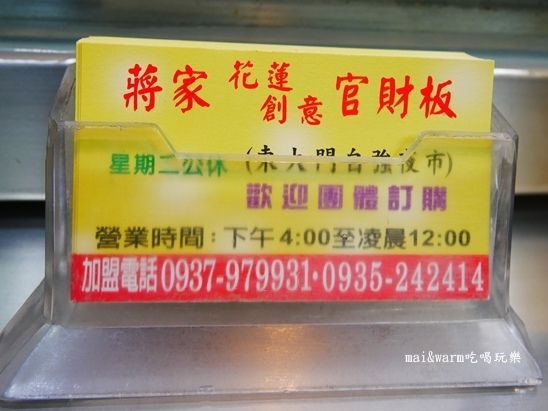 蔣家 花蓮創意 官財板
星期二公休 (東大門自強夜市)
歡迎團體訂購
營業時間:下午4:00至凌晨12:00
加盟電話0937-979931·0935-242414
mai&warm吃喝玩樂